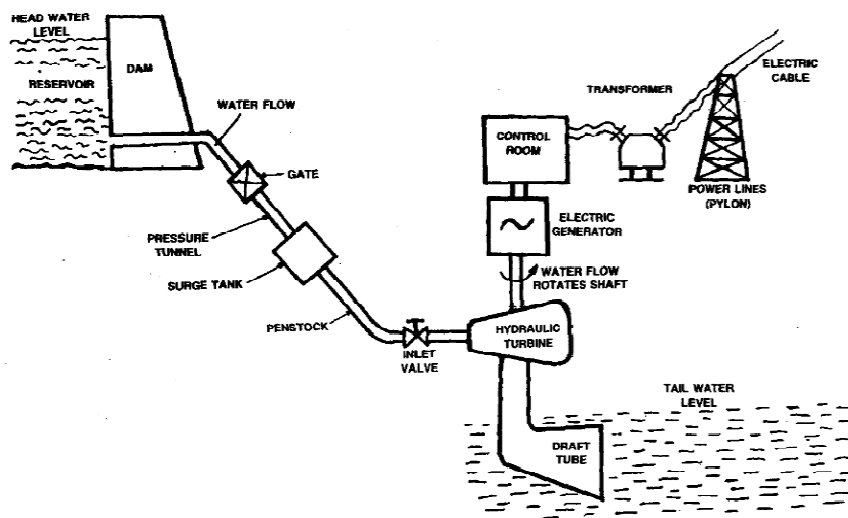 HEAD WATER
LEVEL
RESERVOIR
DAM
WATER FLOW
GATE
PRESSURE
TUNNEL
SURGE TANK
PENSTOCK
INLET
VALVE
HYDRAULIC
TURBINE
WATER FLOW
ROTATES SHAFT
ELECTRIC
GENERATOR
CONTROL
ROOM
TRANSFORMER
ELECTRIC
CABLE
POWER LINES
(PYLON)
TAIL WATER
LEVEL
DRAFT
TUBE